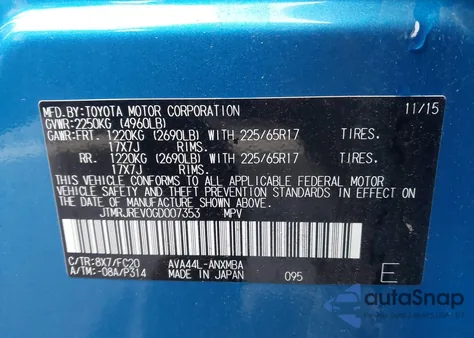 MFD.BY:TOYOTA MOTOR CORPORATION 11/15
GVWR:2250KG (4960LB)
GAWR:FRT. 1220KG (2690LB) WITH 225/65R17 TIRES.
17X7J RIMS.
RR. 1220KG (2690LB) WITH 225/65R17 TIRES.
17X7J RIMS.
THIS VEHICLE CONFORMS TO ALL APPLICABLE FEDERAL MOTOR
VEHICLE SAFETY AND THEFT PREVENTION STANDARDS IN EFFECT
ON THE DATE OF MANUFACTURE SHOWN ABOVE.
JTMRJREV0GD007353 MPV
C/TR:8X7/FC20 AVA44L-ANXMBA
A/TM:-08A/P314 MADE IN JAPAN 095 E
autoSnap